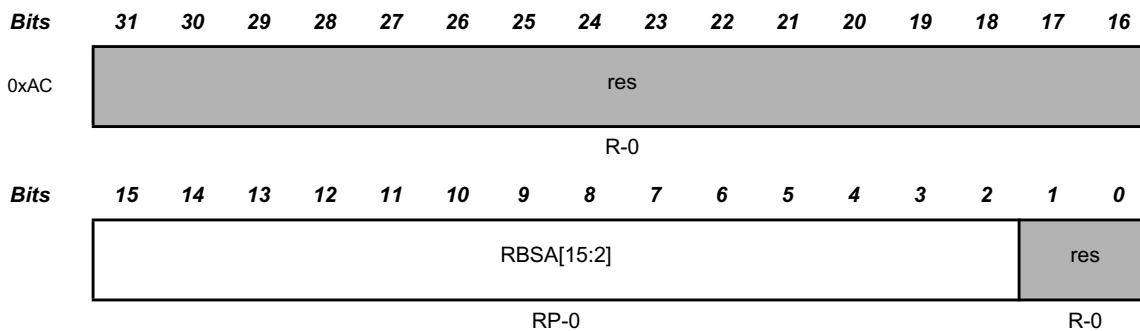 Bits 31 30 29 28 27 26 25 24 23 22 21 20 19 18 17 16
0xAC res
R-0
Bits 15 14 13 12 11 10 9 8 7 6 5 4 3 2 1 0
RBSA[15:2] res
RP-0 R-0